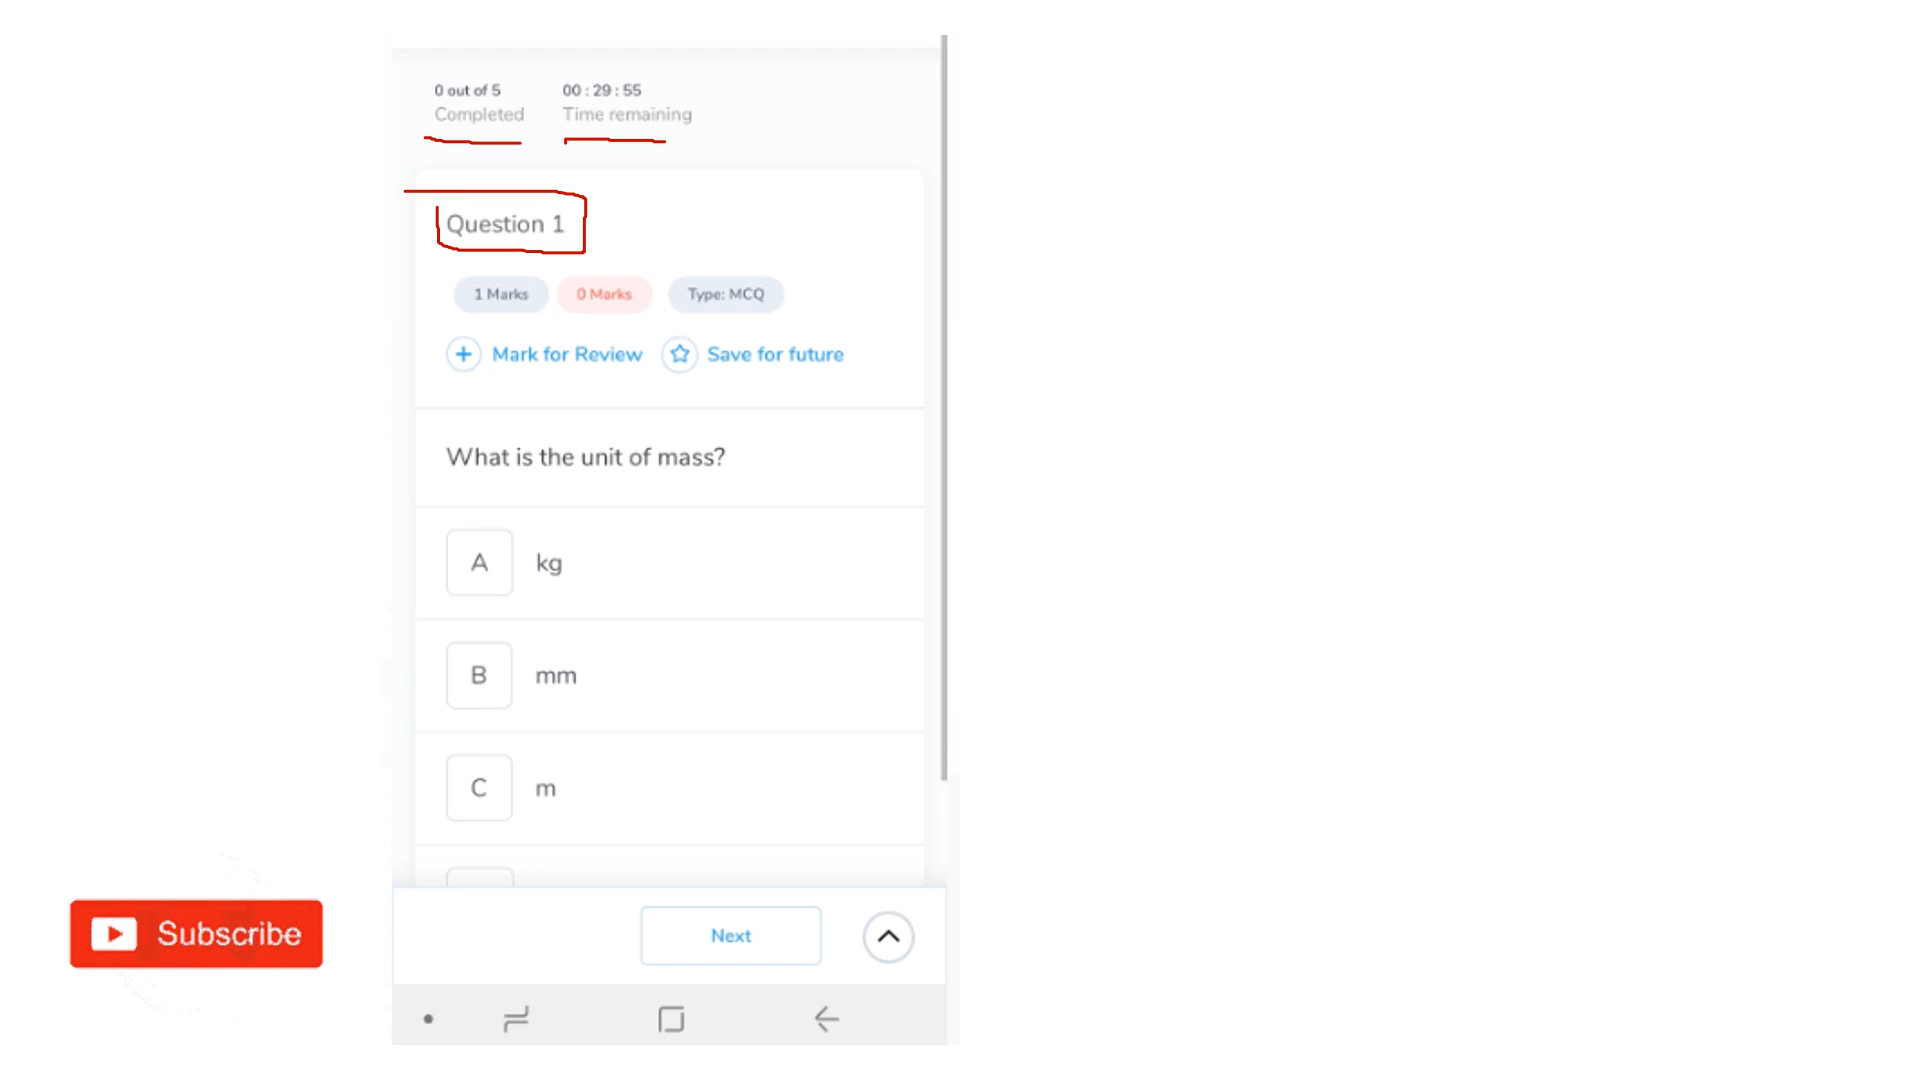 0 out of 5 00 : 29 : 55
Completed Time remaining
Question 1
1 Marks 0 Marks Type: MCQ
Mark for Review Save for future
What is the unit of mass?
A kg
B mm
C m
Subscribe
Next